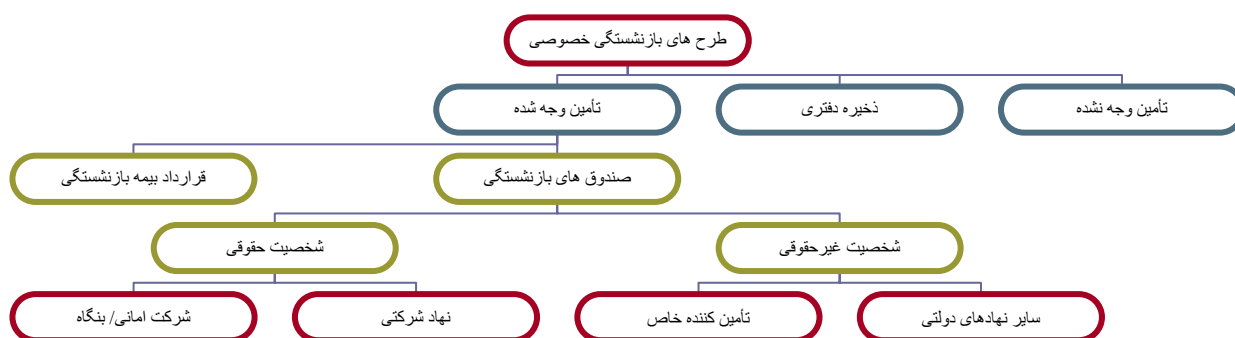 طرح های بازنشستگی خصوصی
تأمین وجه نشده
ذخیره دفتری
تأمین وجه شده
صندوق های بازنشستگی
قرارداد بیمه بازنشستگی
شخصیت غیرحقوقی
شخصیت حقوقی
سایر نهادهای دولتی
تأمین کننده خاص
نهاد شرکتی
شرکت امانی/ بنگاه